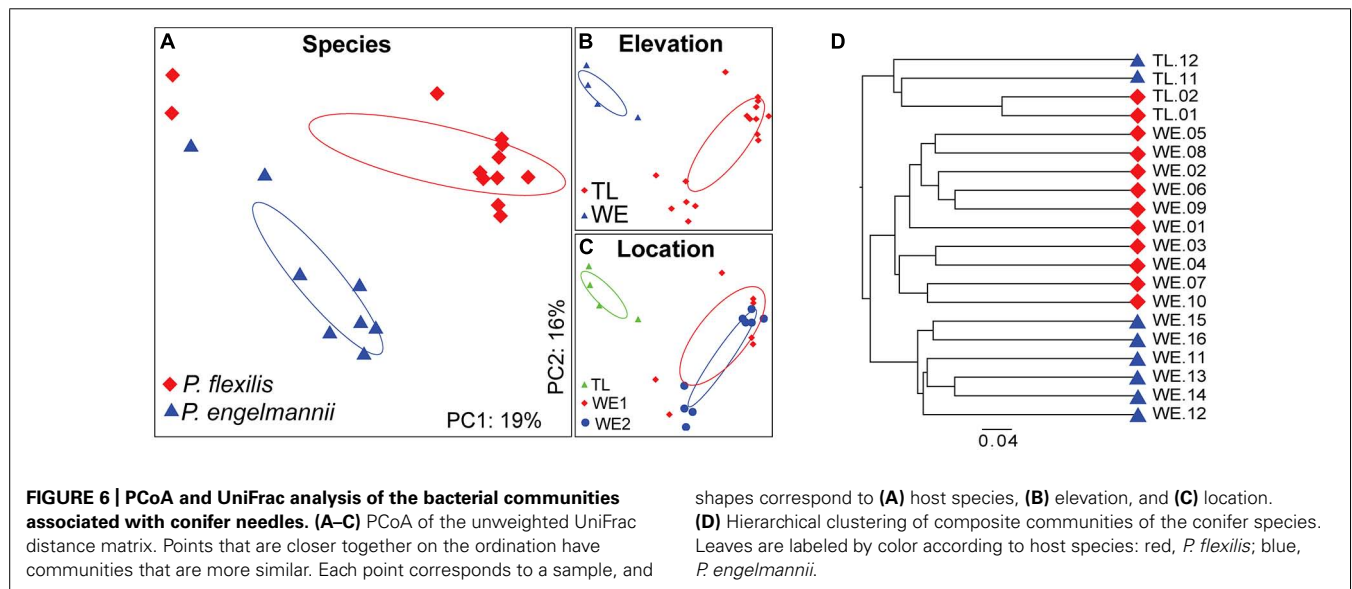 A
Species
P. flexilis
P. engelmannii
PC1: 19%
PC2: 16%
B
Elevation
TL
WE
C
Location
TL
WE1
WE2
D
TL.12
TL.11
TL.02
TL.01
WE.05
WE.08
WE.02
WE.06
WE.09
WE.01
WE.03
WE.04
WE.07
WE.10
WE.15
WE.16
WE.11
WE.13
WE.14
WE.12
0.04
FIGURE 6 | PCoA and UniFrac analysis of the bacterial communities
associated with conifer needles. (A–C) PCoA of the unweighted UniFrac
distance matrix. Points that are closer together on the ordination have
communities that are more similar. Each point corresponds to a sample, and
shapes correspond to (A) host species, (B) elevation, and (C) location.
(D) Hierarchical clustering of composite communities of the conifer species.
Leaves are labeled by color according to host species: red, P. flexilis; blue,
P. engelmannii.